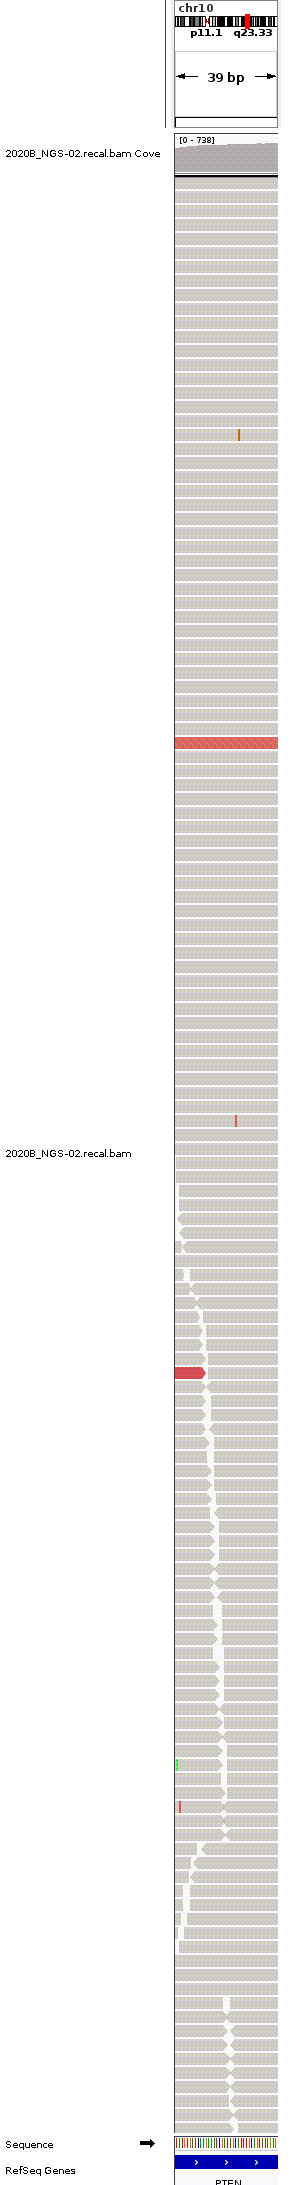 chr10
p11.1 q23.33
39 bp
[0 - 738]
2020B_NGS-02.recal.bam Cove
2020B_NGS-02.recal.bam
Sequence
RefSeq Genes
PTEN